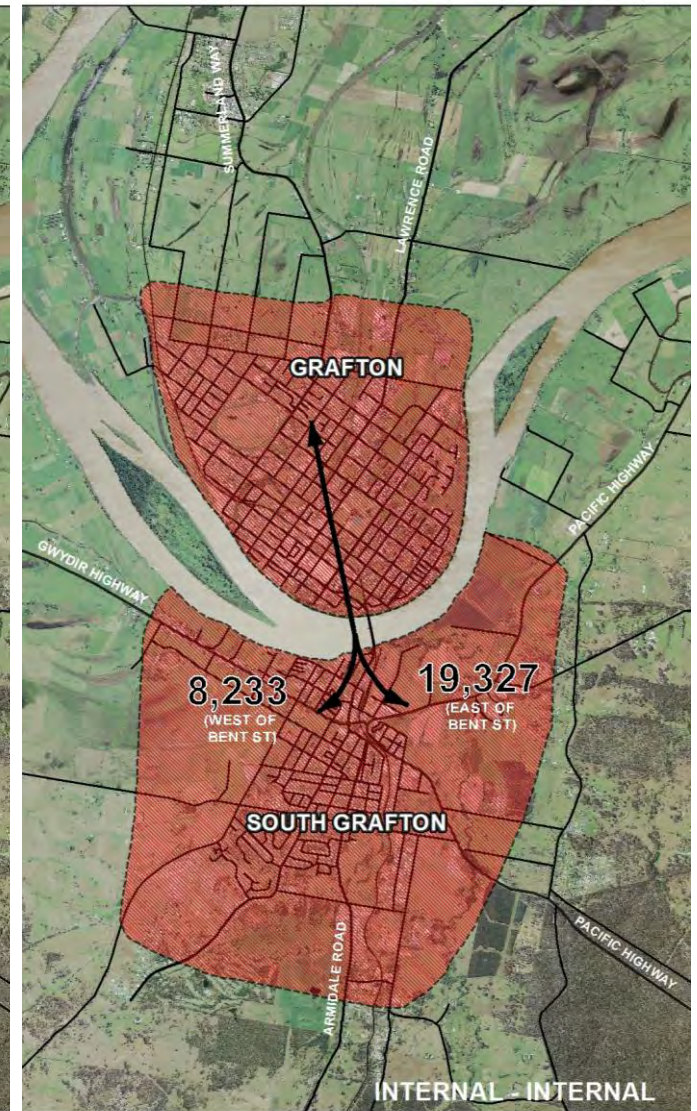 SUMMERLAND WAY
LAWRENCE ROAD
GRAFTON
PACIFIC HIGHWAY
GWYDIR HIGHWAY
8,233
(WEST OF
BENT ST)
19,327
(EAST OF
BENT ST)
SOUTH GRAFTON
ARMIDALE ROAD
PACIFIC HIGHWAY
INTERNAL - INTERNAL